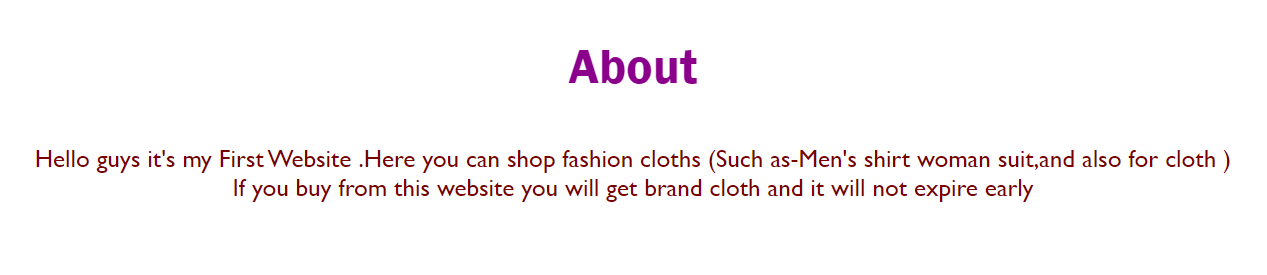 About
Hello guys it's my First Website .Here you can shop fashion cloths (Such as-Men's shirt woman suit,and also for cloth )
If you buy from this website you will get brand cloth and it will not expire early